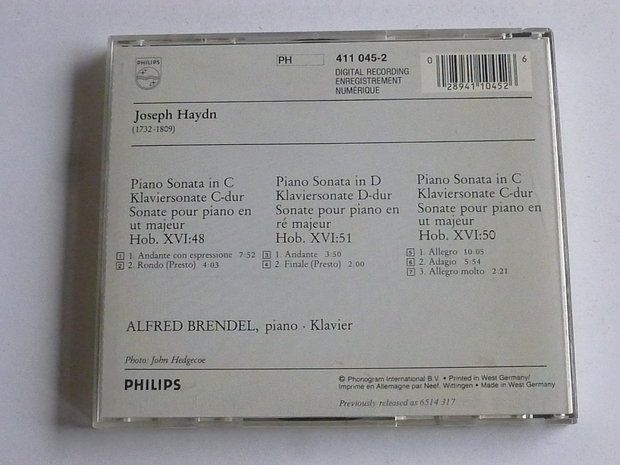 PHILIPS
PH
411 045-2
DIGITAL RECORDING
ENREGISTREMENT
NUMÉRIQUE
0 28941 10452 6
Joseph Haydn
(1732-1809)
Piano Sonata in C
Klaviersonate C-dur
Sonate pour piano en
ut majeur
Hob. XVI:48
1 1. Andante con espressione 7:52
2 2. Rondo (Presto) 4:03
Piano Sonata in D
Klaviersonate D-dur
Sonate pour piano en
ré majeur
Hob. XVI:51
3 1. Andante 3:50
4 2. Finale (Presto) 2:00
Piano Sonata in C
Klaviersonate C-dur
Sonate pour piano en
ut majeur
Hob. XVI:50
5 1. Allegro 10:05
6 2. Adagio 5:54
7 3. Allegro molto 2:21
ALFRED BRENDEL, piano · Klavier
Photo: John Hedgecoe
PHILIPS
℗ Phonogram International B.V. • Printed in West Germany/
Imprimé en Allemagne par Neef, Wittingen • Made in West Germany
Previously released as 6514 317